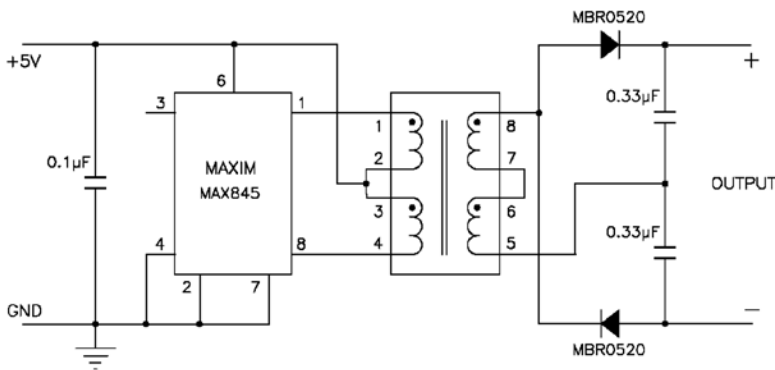 MBR0520
+5V
6
+
3
1
1
8
0.33µF
0.1µF
MAXIM
MAX845
2
7
OUTPUT
3
6
4
8
4
5
0.33µF
2
7
GND
−
MBR0520